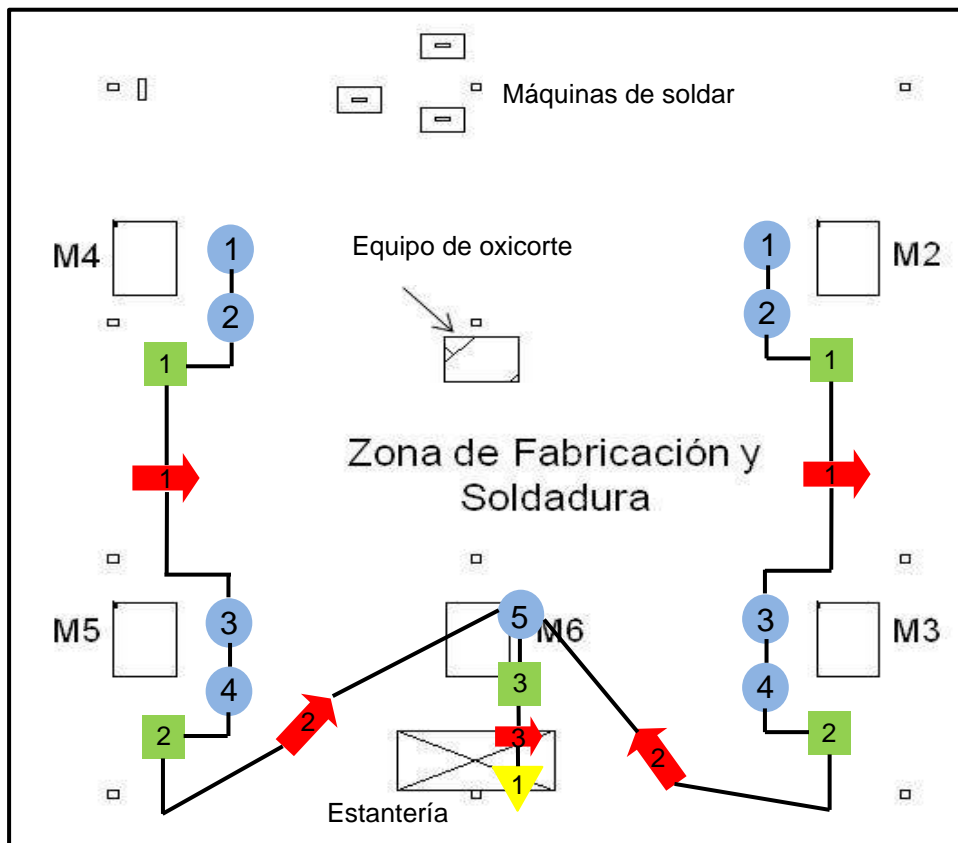 Máquinas de soldar
M4
1
1
M2
Equipo de oxicorte
2
2
1
1
Zona de Fabricación y
Soldadura
1
1
M5
3
5
M6
3
M3
4
3
4
2
2
3
2
2
1
Estantería